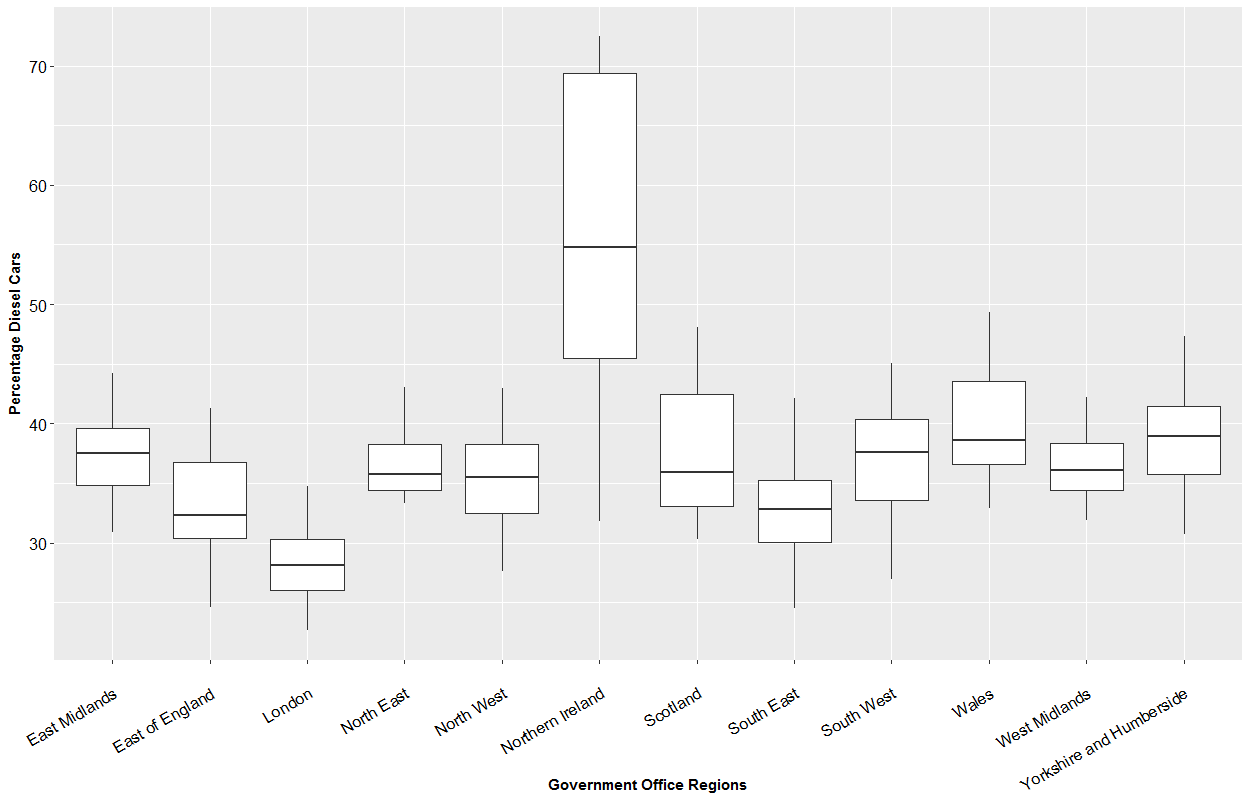 Percentage Diesel Cars
70
60
50
40
30
East Midlands
East of England
London
North East
North West
Northern Ireland
Scotland
South East
South West
Wales
West Midlands
Yorkshire and Humberside
Government Office Regions